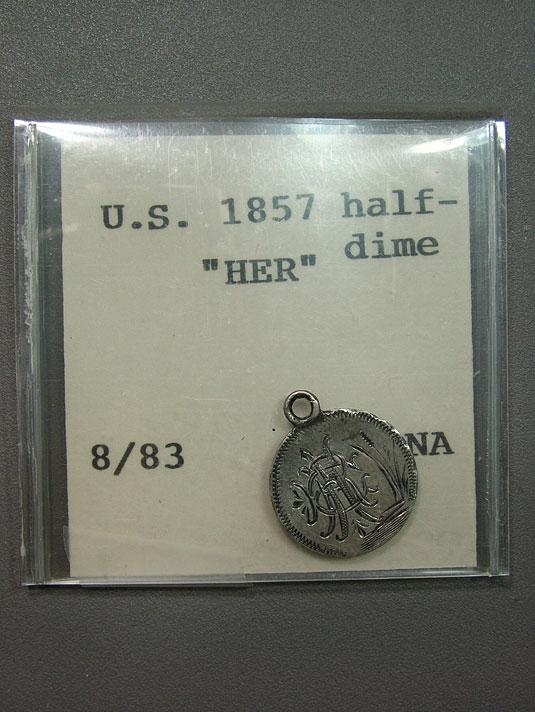 U.S. 1857 half-
dime
"HER"
8/83 NA